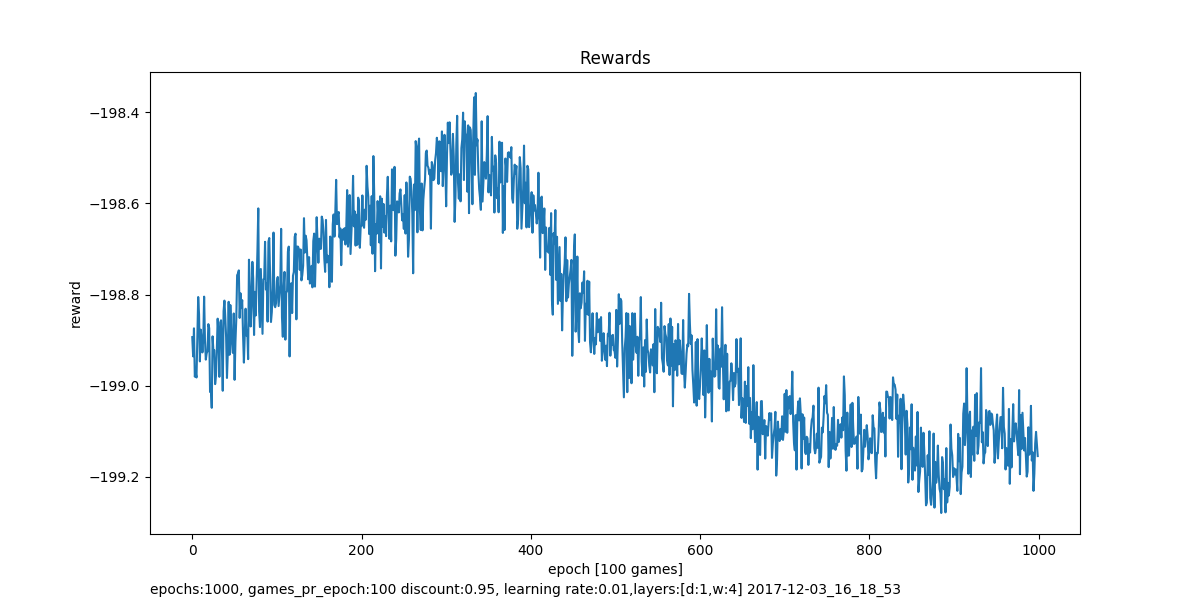 Rewards
−198.4
−198.6
−198.8
−199.0
−199.2
reward
0 200 400 600 800 1000
epoch [100 games]
epochs:1000, games_pr_epoch:100 discount:0.95, learning rate:0.01,layers:[d:1,w:4] 2017-12-03_16_18_53